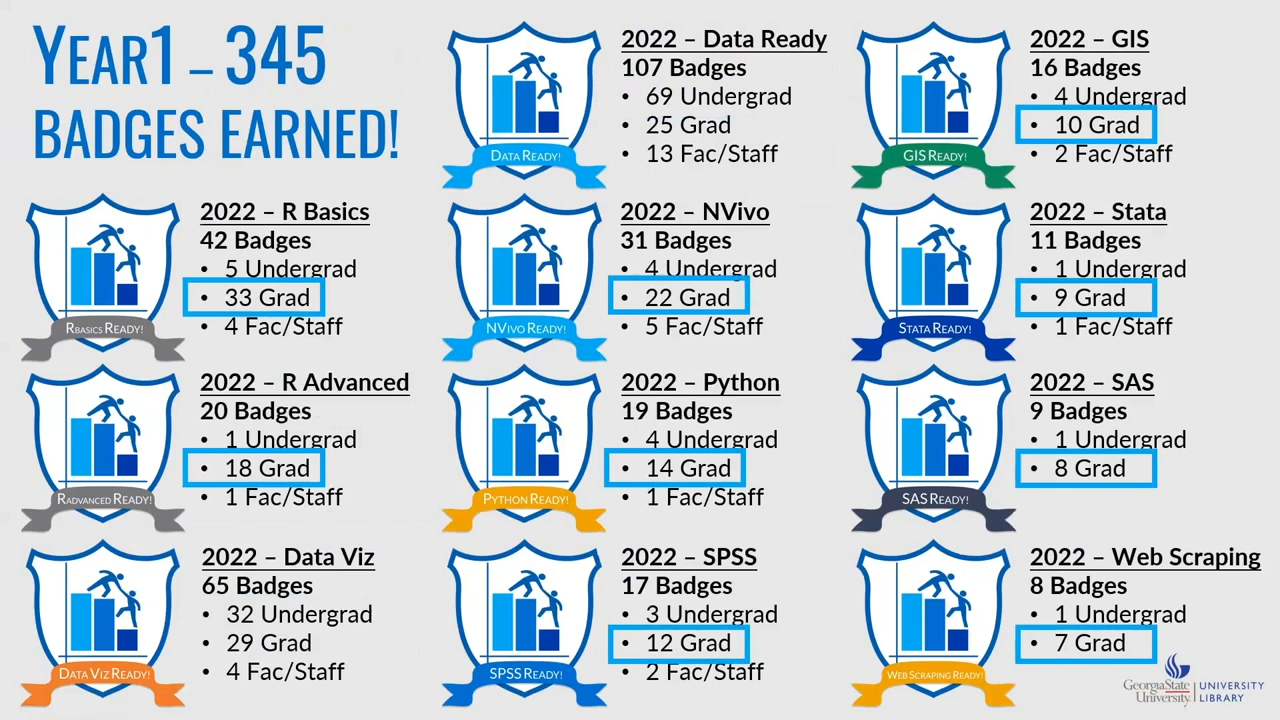 YEAR1 – 345
BADGES EARNED!
DATA READY!
2022 – Data Ready
107 Badges
• 69 Undergrad
• 25 Grad
• 13 Fac/Staff
GIS READY!
2022 – GIS
16 Badges
• 4 Undergrad
• 10 Grad
• 2 Fac/Staff
RBASICS READY!
2022 – R Basics
42 Badges
• 5 Undergrad
• 33 Grad
• 4 Fac/Staff
NVIVO READY!
2022 – NVivo
31 Badges
• 4 Undergrad
• 22 Grad
• 5 Fac/Staff
STATA READY!
2022 – Stata
11 Badges
• 1 Undergrad
• 9 Grad
• 1 Fac/Staff
RADVANCED READY!
2022 – R Advanced
20 Badges
• 1 Undergrad
• 18 Grad
• 1 Fac/Staff
PYTHON READY!
2022 – Python
19 Badges
• 4 Undergrad
• 14 Grad
• 1 Fac/Staff
SAS READY!
2022 – SAS
9 Badges
• 1 Undergrad
• 8 Grad
DATA VIZ READY!
2022 – Data Viz
65 Badges
• 32 Undergrad
• 29 Grad
• 4 Fac/Staff
SPSS READY!
2022 – SPSS
17 Badges
• 3 Undergrad
• 12 Grad
• 2 Fac/Staff
WEB SCRAPING READY!
2022 – Web Scraping
8 Badges
• 1 Undergrad
• 7 Grad
GeorgiaState
University
UNIVERSITY
LIBRARY